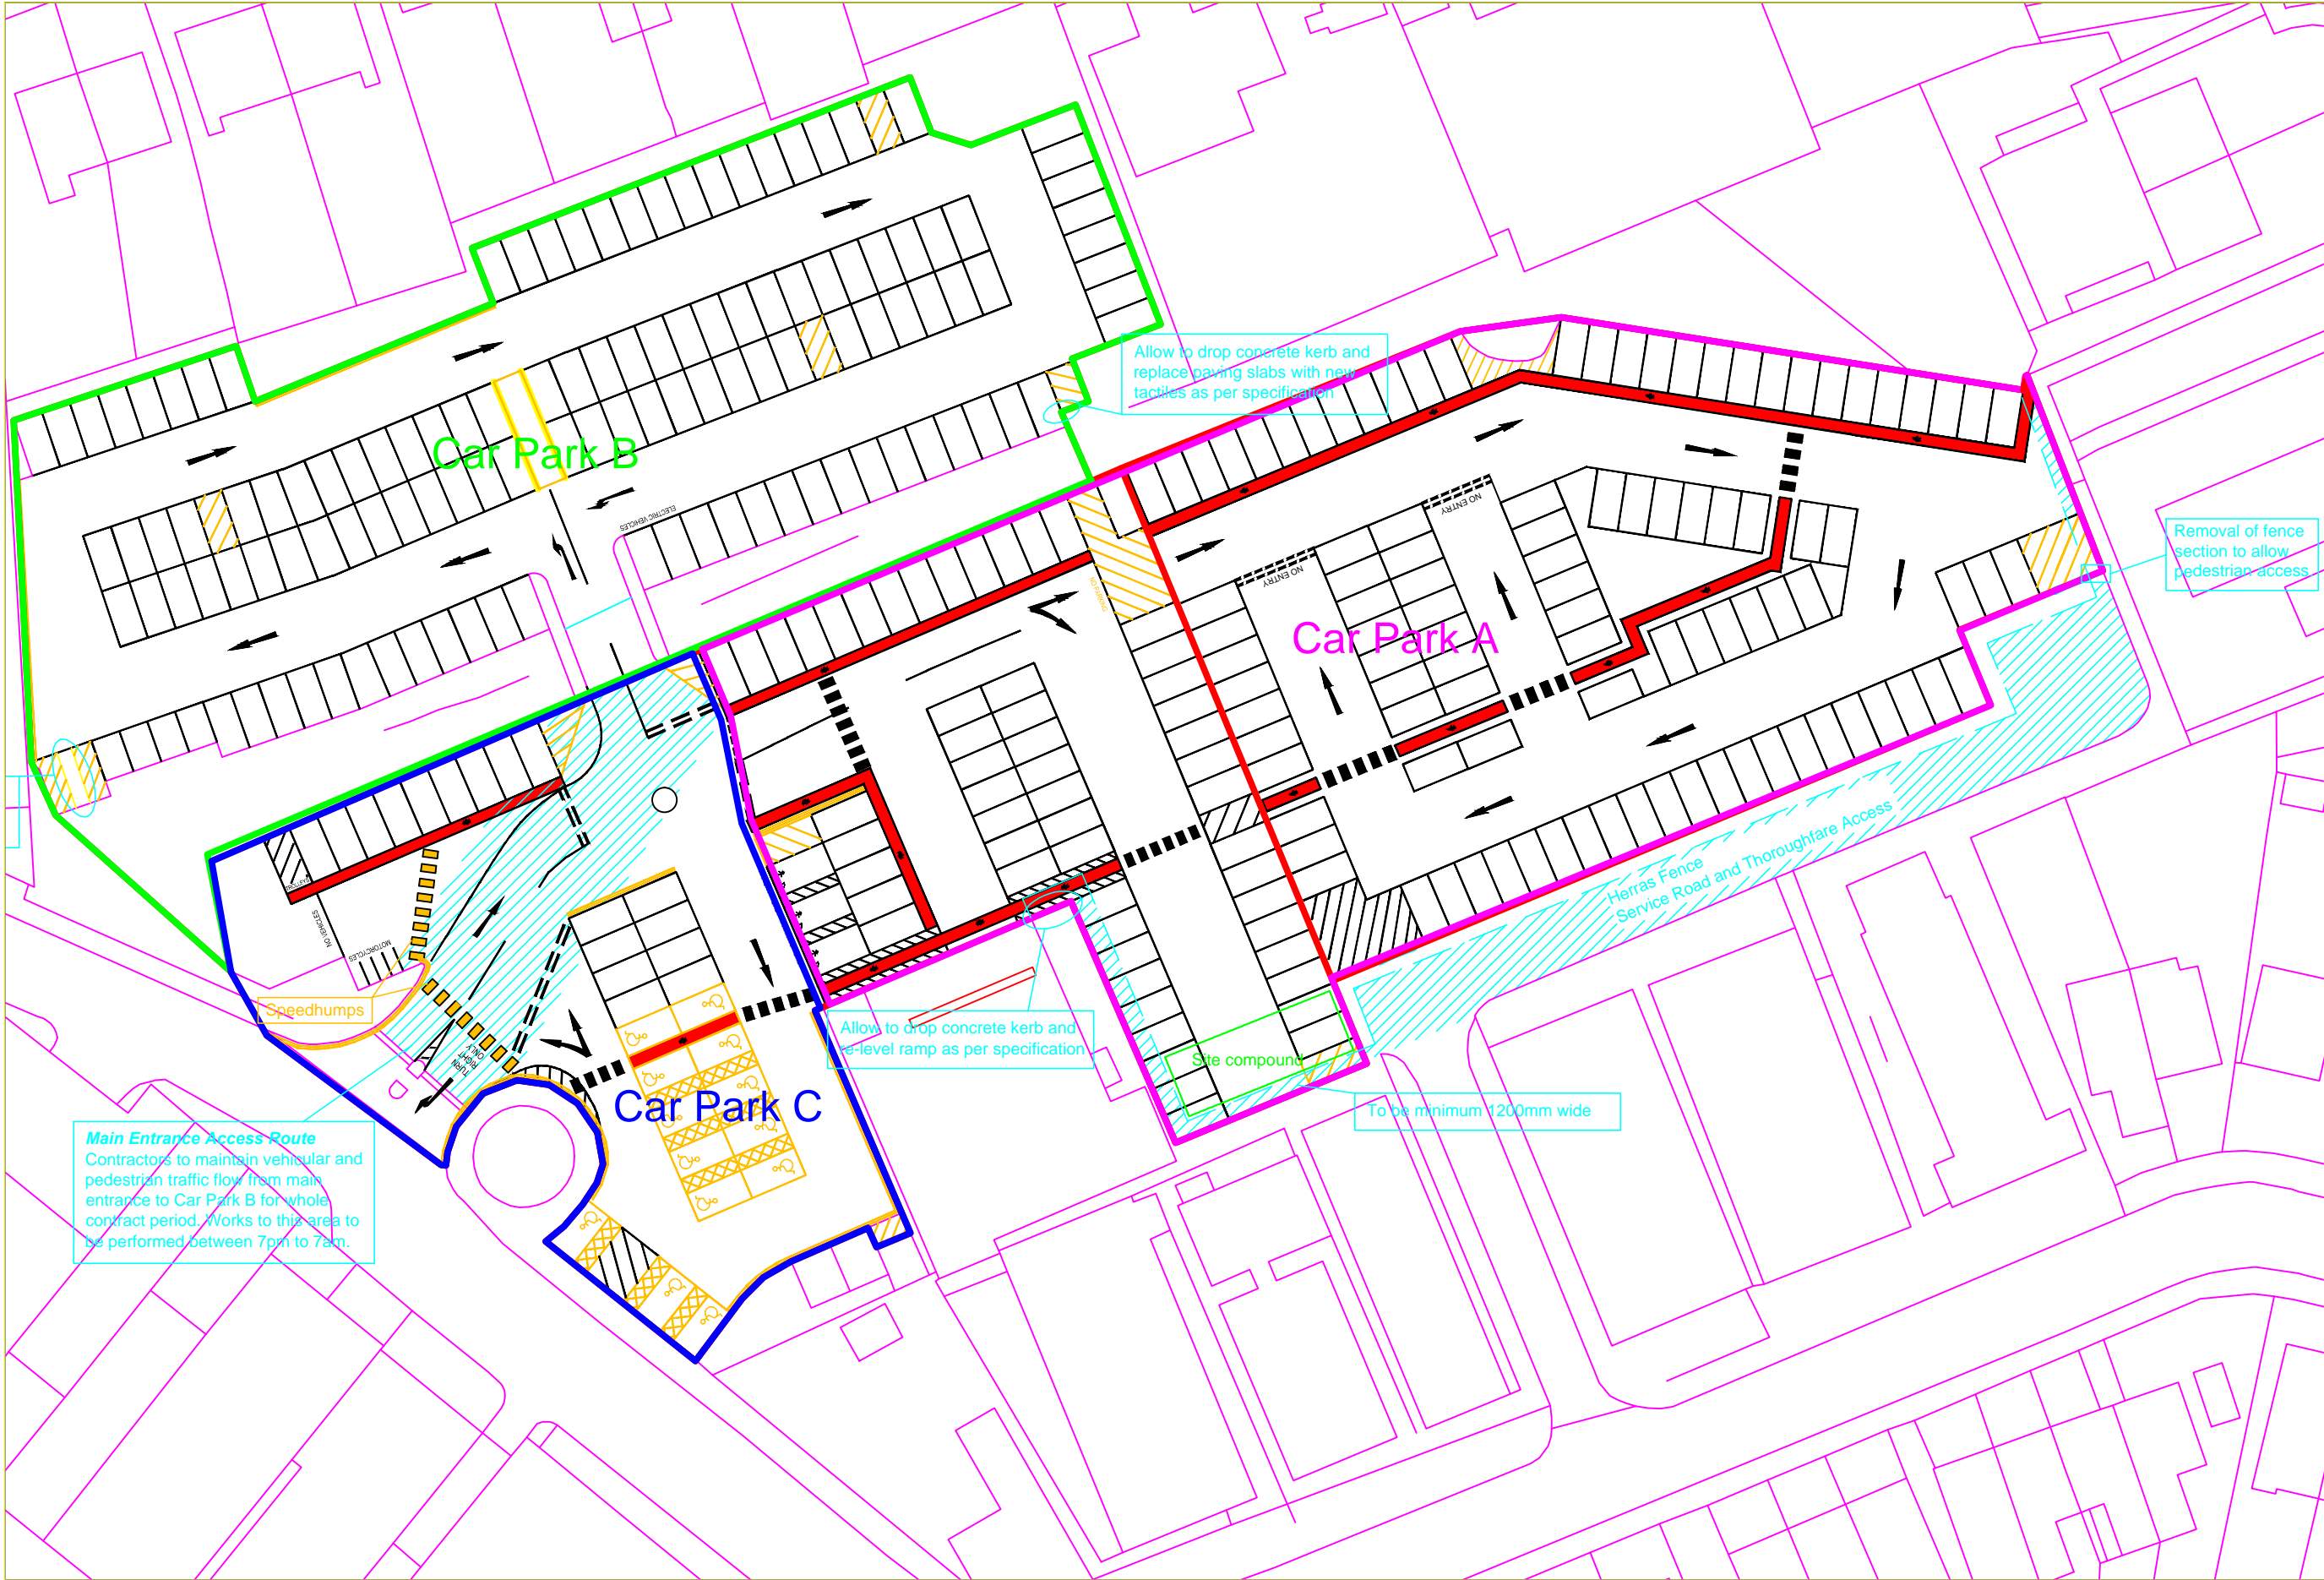 Car Park B
Allow to drop concrete kerb and
replace paving slabs with new
tactiles as per specification
ELECTRIC VEHICLES
NO ENTRY
NO ENTRY
Removal of fence
section to allow
pedestrian access
Car Park A
Herras Fence
Service Road and Thoroughfare Access
NO VEHICLES
MOTORCYCLES
Speedhumps
TURN
RIGHT
ONLY
Allow to drop concrete kerb and
re-level ramp as per specification
Site compound
To be minimum 1200mm wide
Car Park C
Main Entrance Access Route
Contractors to maintain vehicular and
pedestrian traffic flow from main
entrance to Car Park B for whole
contract period. Works to this area to
be performed between 7pm to 7am.